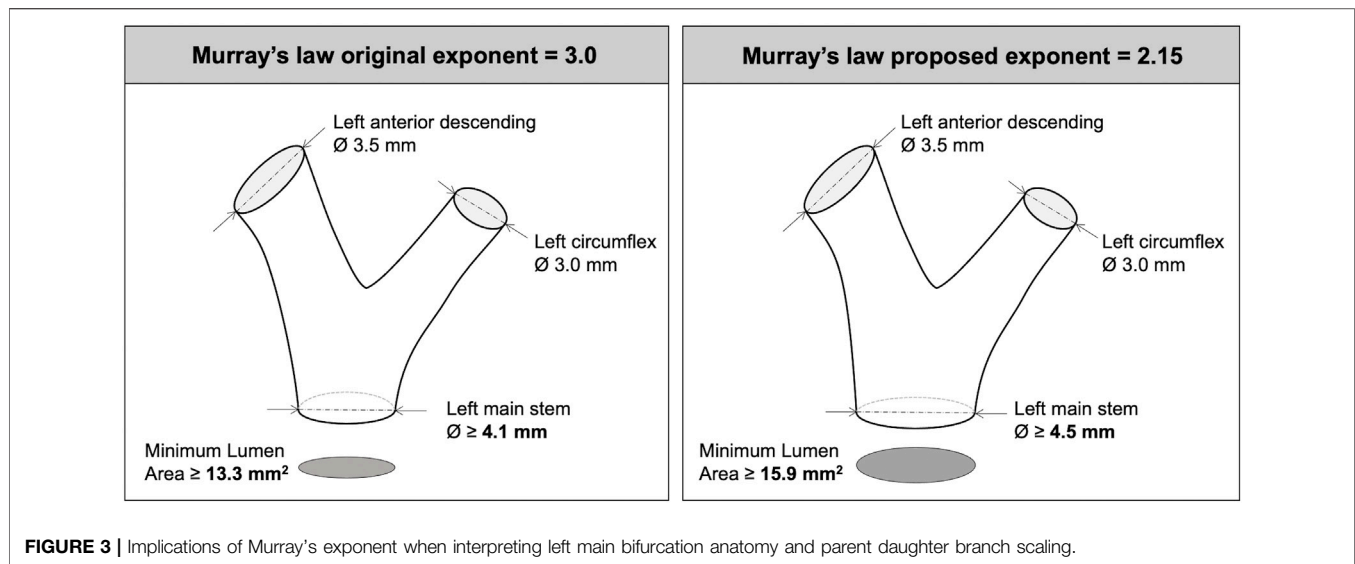 Murray's law original exponent = 3.0
Left anterior descending
Ø 3.5 mm
Left circumflex
Ø 3.0 mm
Left main stem
Ø ≥ 4.1 mm
Minimum Lumen
Area ≥ 13.3 mm²
Murray's law proposed exponent = 2.15
Left anterior descending
Ø 3.5 mm
Left circumflex
Ø 3.0 mm
Left main stem
Ø ≥ 4.5 mm
Minimum Lumen
Area ≥ 15.9 mm²
FIGURE 3 | Implications of Murray's exponent when interpreting left main bifurcation anatomy and parent daughter branch scaling.